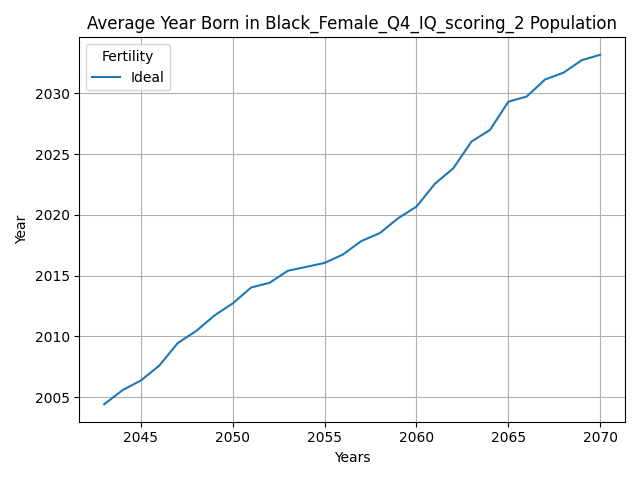 Average Year Born in Black_Female_Q4_IQ_scoring_2 Population
Fertility
Ideal
Year
2030
2025
2020
2015
2010
2005
2045 2050 2055 2060 2065 2070
Years